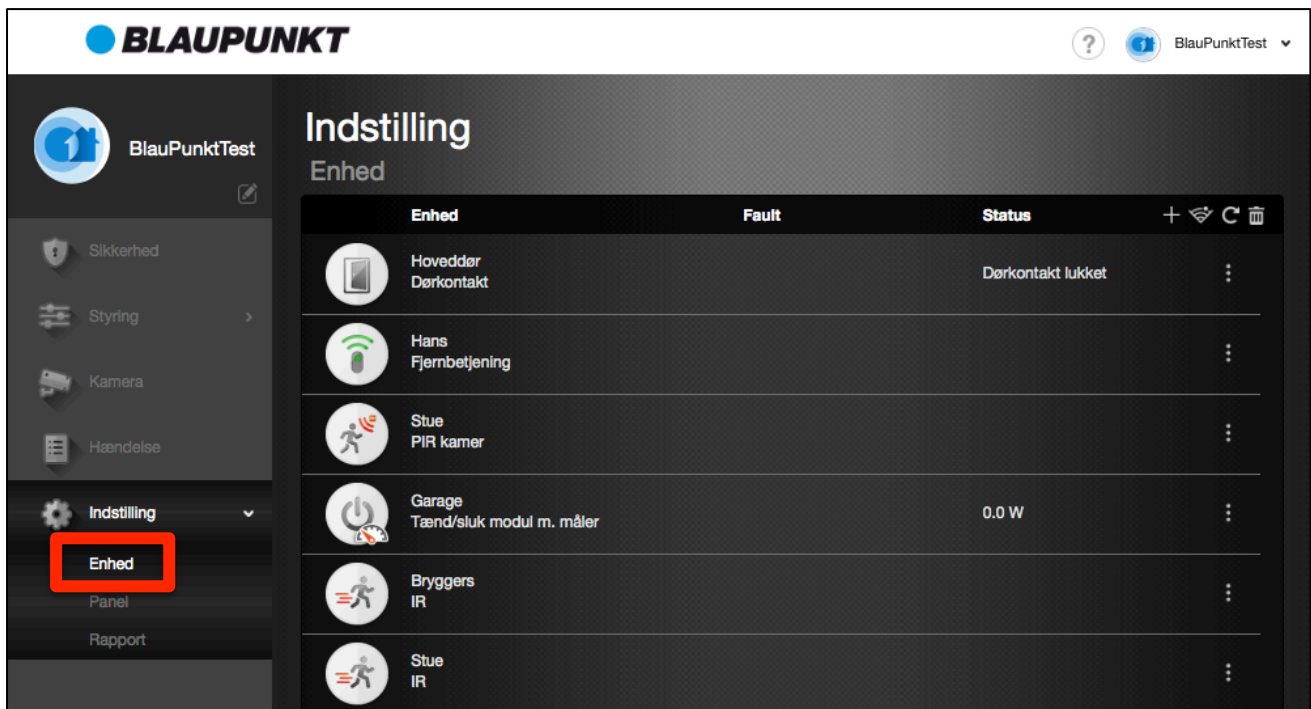 BLAUPUNKT
?
BlauPunktTest
BlauPunktTest
Sikkerhed
Styring
Kamera
Hændelse
Indstilling
Enhed
Panel
Rapport
Indstilling
Enhed
Enhed Fault Status
Hoveddør
Dørkontakt
Dørkontakt lukket
Hans
Fjernbetjening
Stue
PIR kamer
Garage
Tænd/sluk modul m. måler
0.0 W
Bryggers
IR
Stue
IR